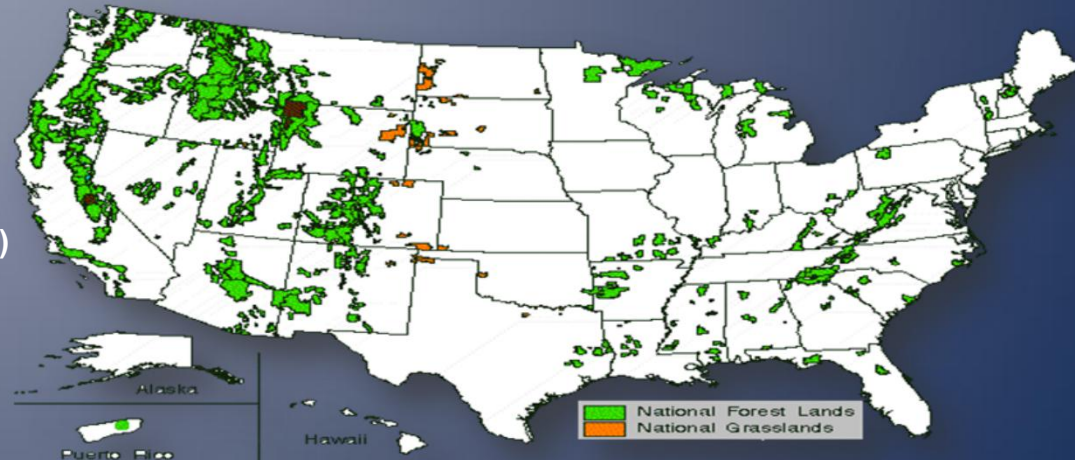 )
Alaska
Puerto Rico
Hawaii
National Forest Lands
National Grasslands